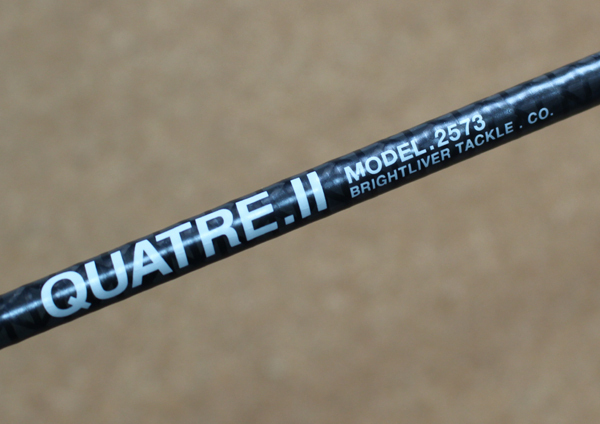 QUATRE.II
MODEL.2573
BRIGHTLIVER TACKLE . CO.